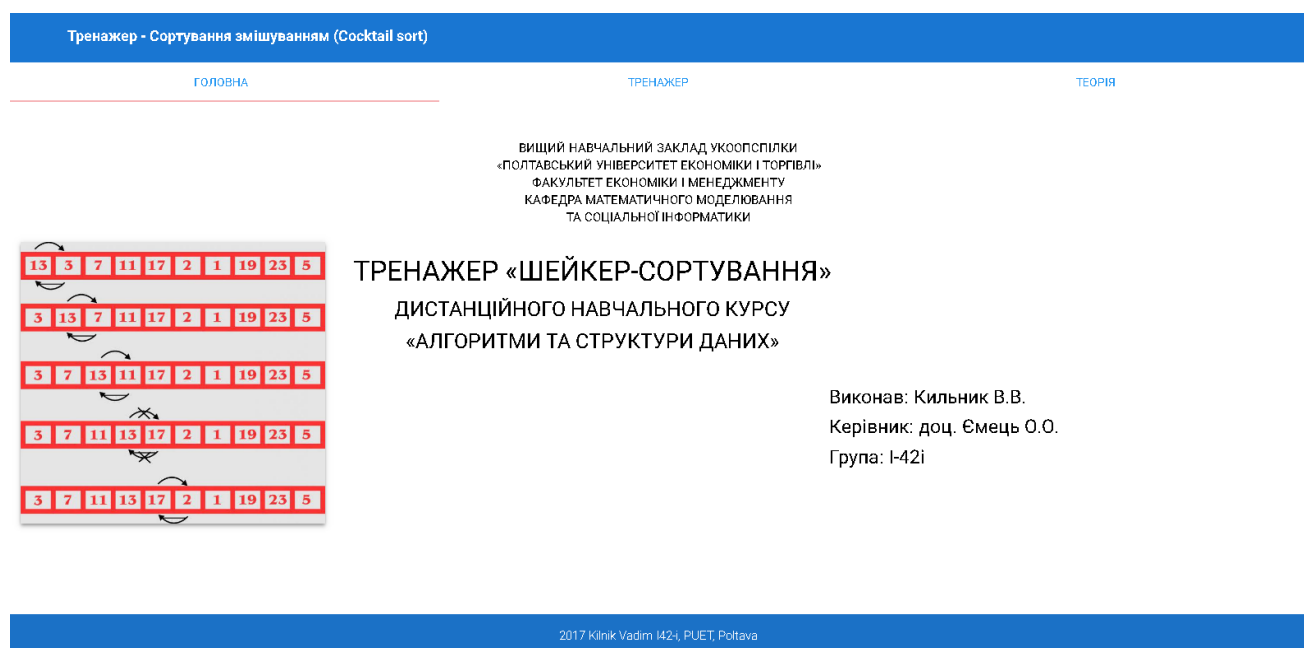 Тренажер - Сортування змішуванням (Cocktail sort)
ГОЛОВНА
ТРЕНАЖЕР
ТЕОРІЯ
ВИЩИЙ НАВЧАЛЬНИЙ ЗАКЛАД УКООПСПІЛКИ
«ПОЛТАВСЬКИЙ УНІВЕРСИТЕТ ЕКОНОМІКИ І ТОРГІВЛІ»
ФАКУЛЬТЕТ ЕКОНОМІКИ І МЕНЕДЖМЕНТУ
КАФЕДРА МАТЕМАТИЧНОГО МОДЕЛЮВАННЯ
ТА СОЦІАЛЬНОЇ ІНФОРМАТИКИ
13 3 7 11 17 2 1 19 23 5
3 13 7 11 17 2 1 19 23 5
3 7 13 11 17 2 1 19 23 5
3 7 11 13 17 2 1 19 23 5
3 7 11 13 17 2 1 19 23 5
ТРЕНАЖЕР «ШЕЙКЕР-СОРТУВАННЯ»
ДИСТАНЦІЙНОГО НАВЧАЛЬНОГО КУРСУ
«АЛГОРИТМИ ТА СТРУКТУРИ ДАНИХ»
Виконав: Кильник В.В.
Керівник: доц. Ємець О.О.
Група: І-42і
2017 Kilnik Vadim I42-i, PUET, Poltava